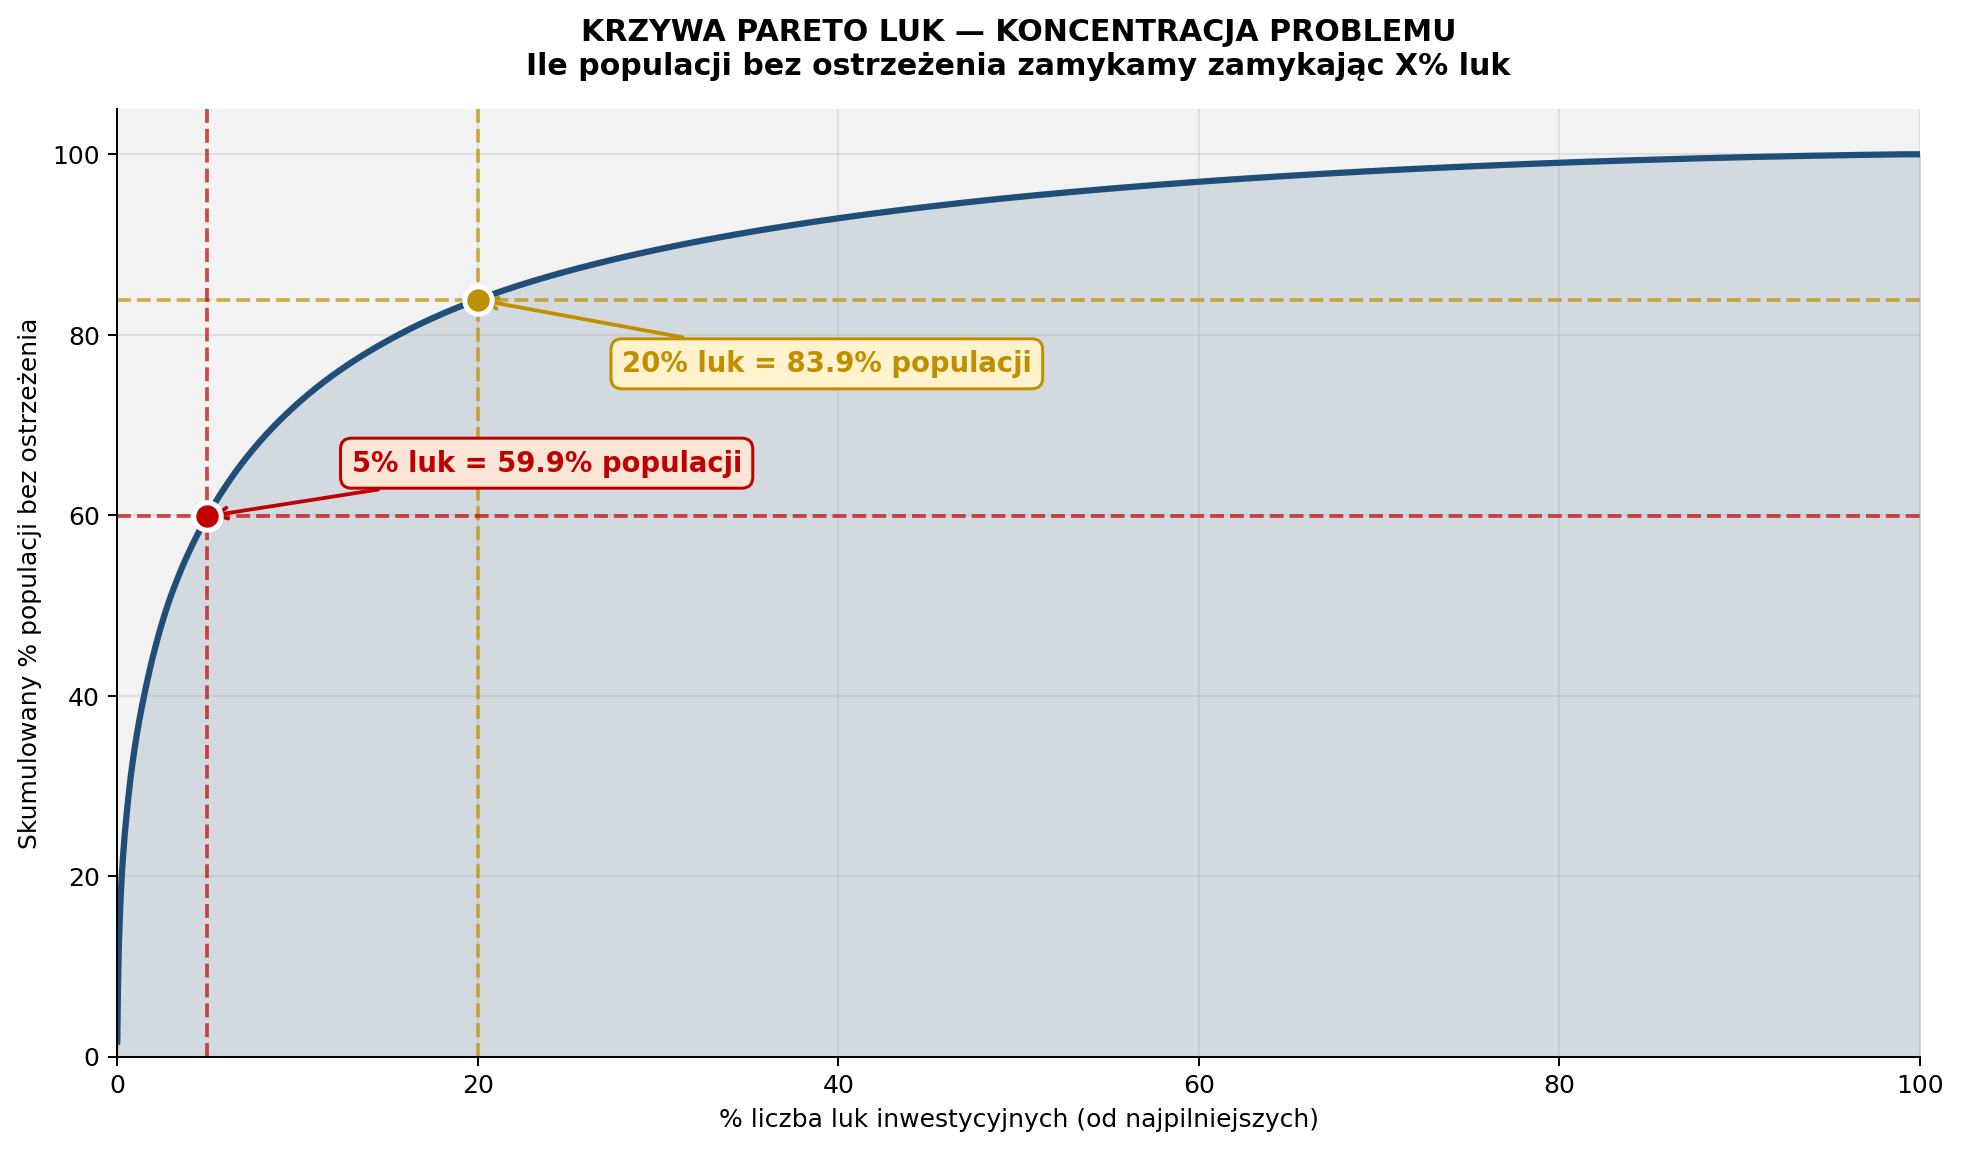 KRZYWA PARETO LUK — KONCENTRACJA PROBLEMU
Ile populacji bez ostrzeżenia zamykamy zamykając X% luk
Skumulowany % populacji bez ostrzeżenia
100
80
60
40
20
0
20% luk = 83.9% populacji
5% luk = 59.9% populacji
0
20
40
60
80
100
% liczba luk inwestycyjnych (od najpilniejszych)